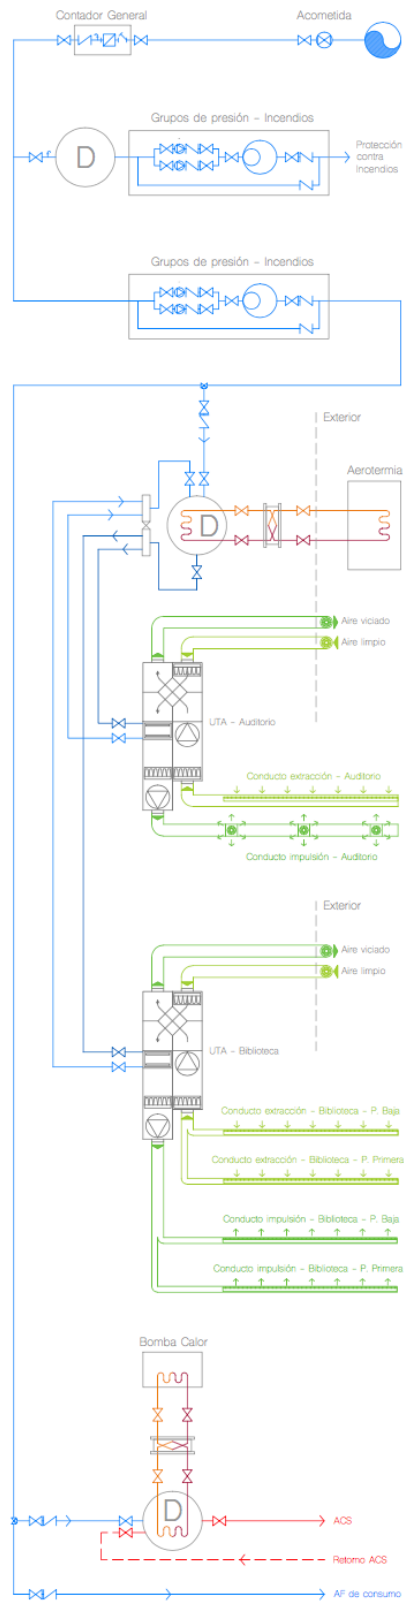 Contador General
Acometida
Grupos de presión - Incendios
D
Protección
contra
Incendios
Grupos de presión - Incendios
Exterior
Aerotermia
D
Aire viciado
Aire limpio
UTA - Auditorio
Conducto extracción - Auditorio
Conducto impulsión - Auditorio
Exterior
Aire viciado
Aire limpio
UTA - Biblioteca
Conducto extracción - Biblioteca - P. Baja
Conducto extracción - Biblioteca - P. Primera
Conducto impulsión - Biblioteca - P. Baja
Conducto impulsión - Biblioteca - P. Primera
Bomba Calor
D
ACS
Retorno ACS
AF de consumo